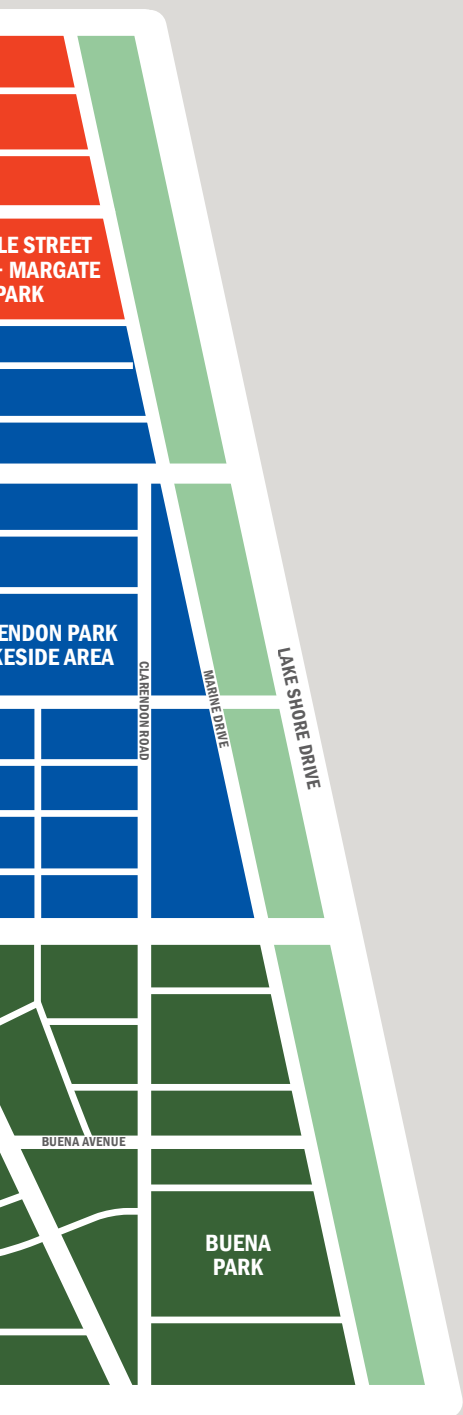 LE STREET
- MARGATE
PARK
ENDON PARK
KESIDE AREA
CLARENDON ROAD
MARINE DRIVE
LAKE SHORE DRIVE
BUENA AVENUE
BUENA
PARK